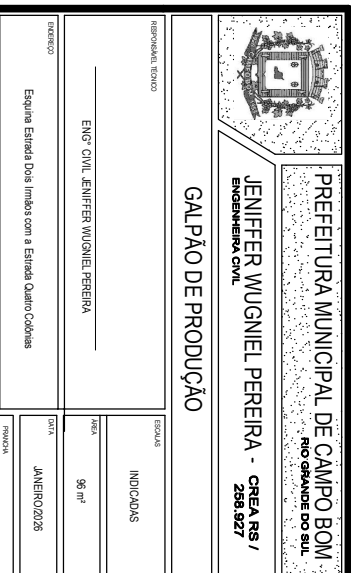 PREFEITURA MUNICIPAL DE CAMPO BOM
RIO GRANDE DO SUL
JENIFFER WUGNIEL PEREIRA - CREA RS / 258.927
ENGENHEIRA CIVIL
GALPÃO DE PRODUÇÃO
RESPONSÁVEL TÉCNICO
ENG° CIVIL JENIFFER WUGNIEL PEREIRA
ESCALAS
INDICADAS
ÁREA
96 m²
ENDEREÇO
Esquina Estrada Dois Irmãos com a Estrada Quatro Colônias
DATA
JANEIRO/2026
PRANCHA